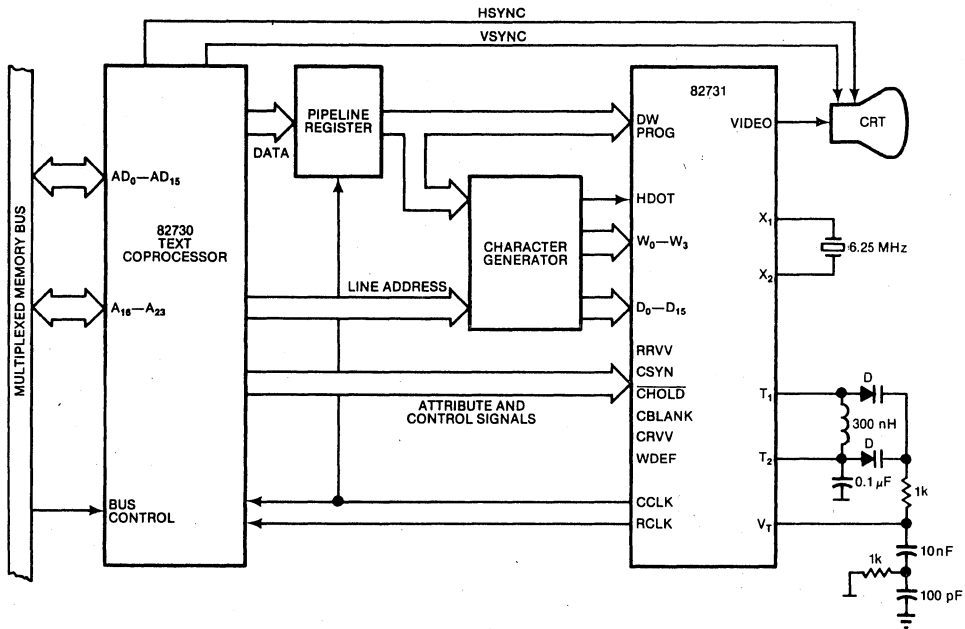 HSYNC
VSYNC
MULTIPLEXED MEMORY BUS
AD₀—AD₁₅
82730
TEXT
COPROCESSOR
A₁₆—A₂₃
BUS
CONTROL
DATA
PIPELINE
REGISTER
LINE ADDRESS
CHARACTER
GENERATOR
ATTRIBUTE AND
CONTROL SIGNALS
82731
DW
PROG
HDOT
W₀—W₃
D₀—D₁₅
RRVV
CSYN
C̅H̅O̅L̅D̅
CBLANK
CRVV
WDEF
CCLK
RCLK
VIDEO
X₁
X₂
T₁
T₂
V_T
CRT
6.25 MHz
D
300 nH
D
0.1 µF
1k
10nF
1k
100 pF